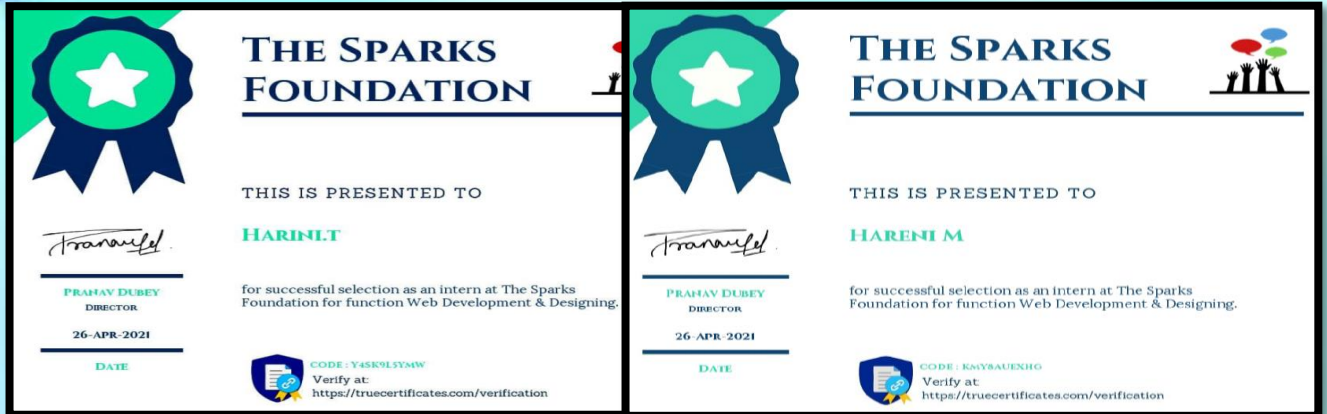 THE SPARKS
FOUNDATION
THIS IS PRESENTED TO
HARINI.T
PRANAV DUBEY
DIRECTOR
26-APR-2021
DATE
for successful selection as an intern at The Sparks
Foundation for function Web Development & Designing.
CODE : Y4SK9L5YMW
Verify at:
https://truecertificates.com/verification
THE SPARKS
FOUNDATION
THIS IS PRESENTED TO
HARENI M
PRANAV DUBEY
DIRECTOR
26-APR-2021
DATE
for successful selection as an intern at The Sparks
Foundation for function Web Development & Designing.
CODE : KMY8AUEXHG
Verify at:
https://truecertificates.com/verification